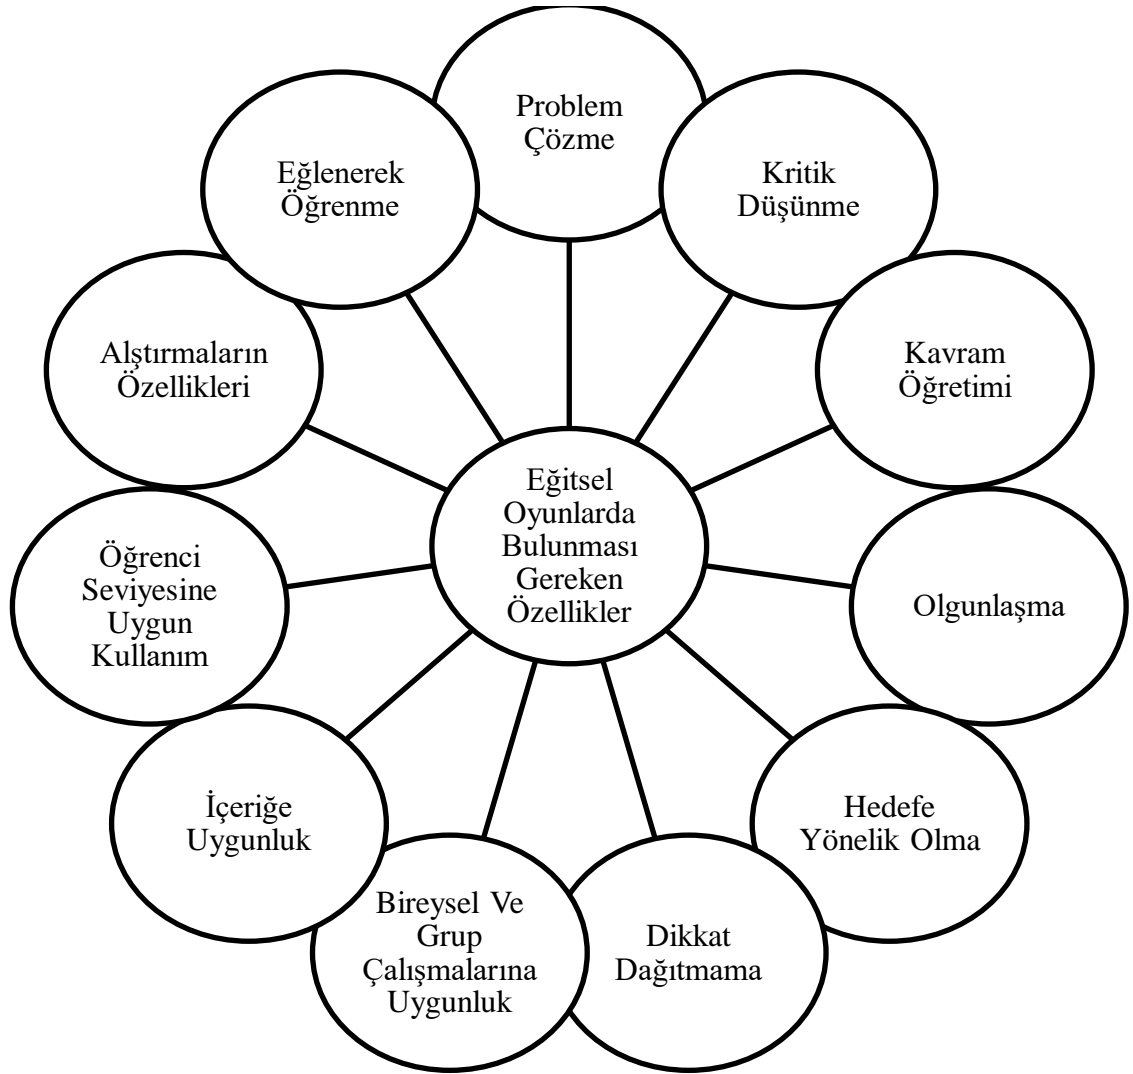 Problem
Çözme
Kritik
Düşünme
Kavram
Öğretimi
Olgunlaşma
Hedefe
Yönelik Olma
Dikkat
Dağıtmama
Bireysel Ve
Grup
Çalışmalarına
Uygunluk
İçeriğe
Uygunluk
Öğrenci
Seviyesine
Uygun
Kullanım
Alştırmaların
Özellikleri
Eğlenerek
Öğrenme
Eğitsel
Oyunlarda
Bulunması
Gereken
Özellikler